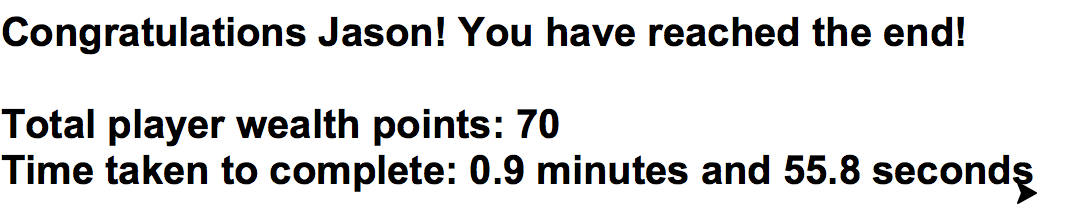 Congratulations Jason! You have reached the end!
Total player wealth points: 70
Time taken to complete: 0.9 minutes and 55.8 seconds